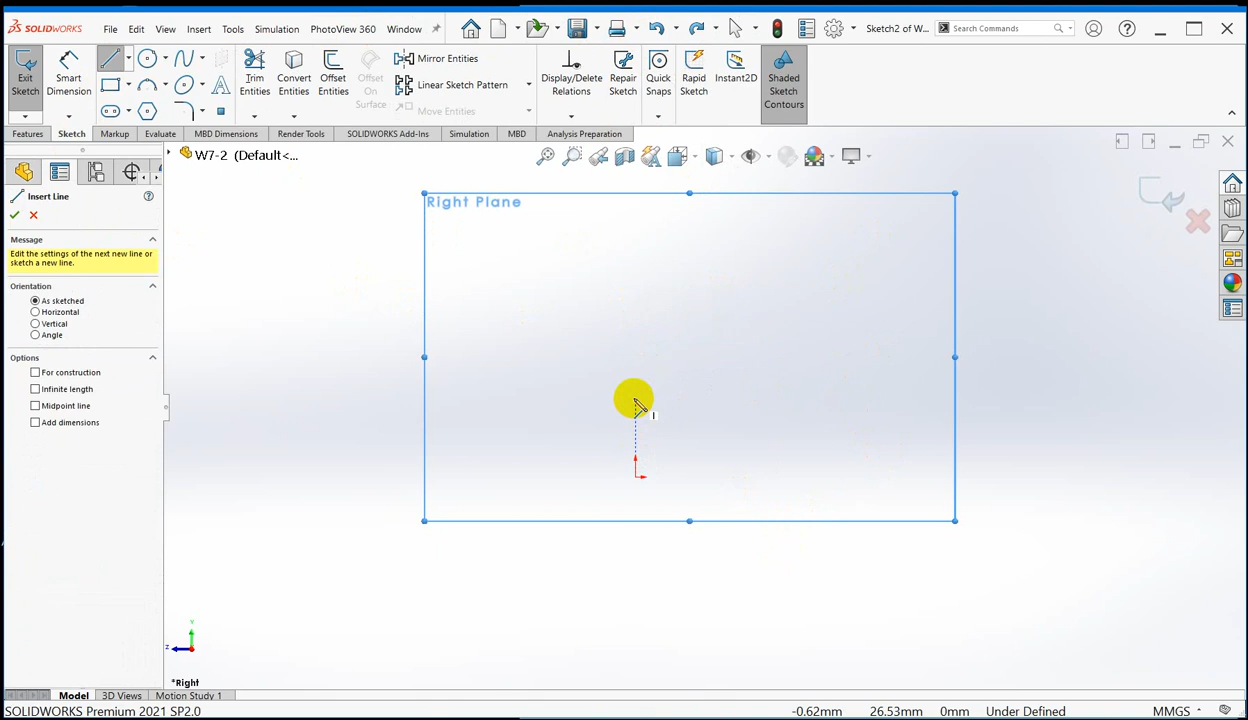 SOLIDWORKS File Edit View Insert Tools Simulation PhotoView 360 Window Sketch2 of W... Search Commands
Exit Sketch
Smart Dimension
Trim Entities
Convert Entities
Offset Entities
Offset On Surface
Mirror Entities
Linear Sketch Pattern
Move Entities
Display/Delete Relations
Repair Sketch
Quick Snaps
Rapid Sketch
Instant2D
Shaded Sketch Contours
Features Sketch Markup Evaluate MBD Dimensions Render Tools SOLIDWORKS Add-Ins Simulation MBD Analysis Preparation
W7-2 (Default<...
Insert Line
Message
Edit the settings of the next new line or
sketch a new line.
Orientation
As sketched
Horizontal
Vertical
Angle
Options
For construction
Infinite length
Midpoint line
Add dimensions
Right Plane
Y
Z
*Right
Model 3D Views Motion Study 1
SOLIDWORKS Premium 2021 SP2.0 -0.62mm 26.53mm 0mm Under Defined MMGS